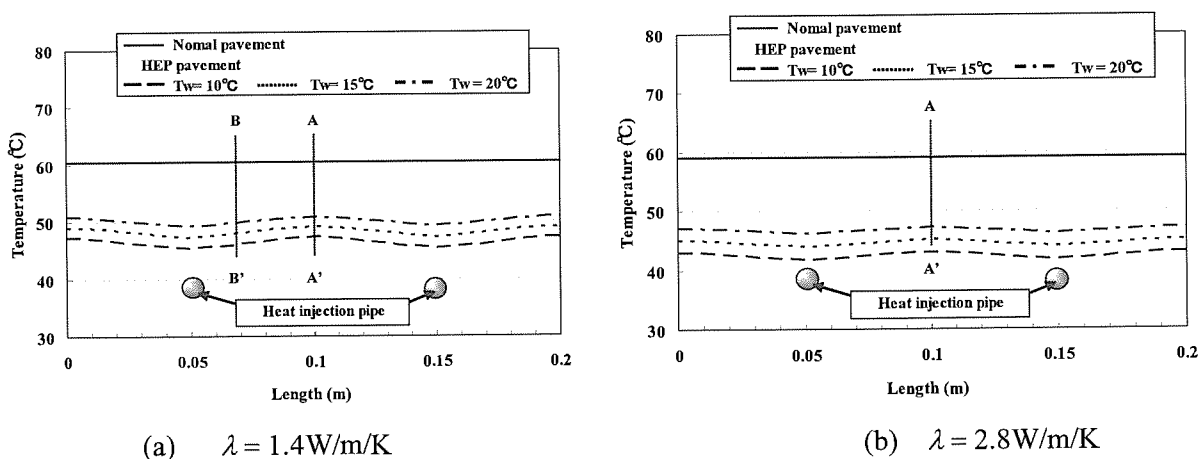 Nomal pavement
HEP pavement
Tw= 10℃ Tw= 15℃ Tw= 20℃
80
70
60
50
40
30
Temperature (℃)
B
A
B'
A'
Heat injection pipe
0
0.05
0.1
0.15
0.2
Length (m)
(a) λ = 1.4W/m/K
Nomal pavement
HEP pavement
Tw= 10℃ Tw= 15℃ Tw = 20℃
80
70
60
50
40
30
Temperature (℃)
A
A'
Heat injection pipe
0
0.05
0.1
0.15
0.2
Length (m)
(b) λ = 2.8W/m/K